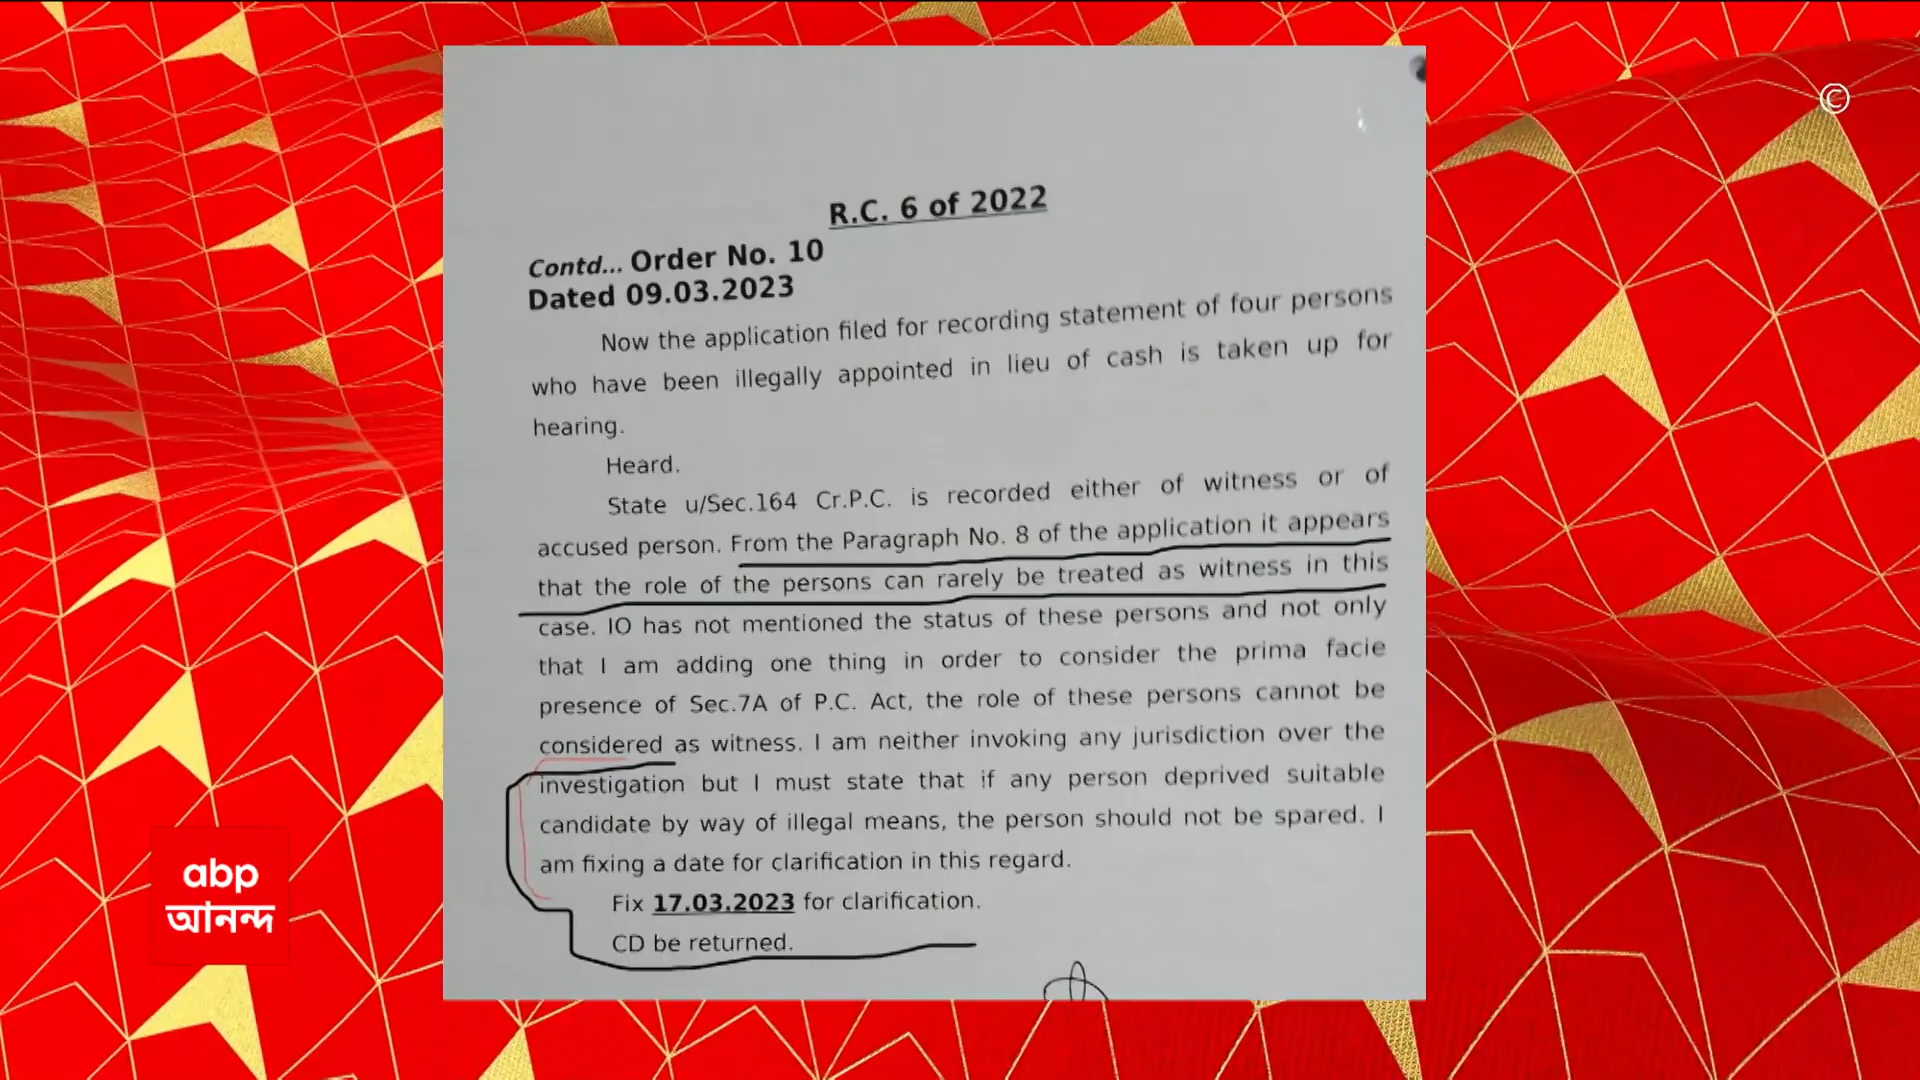 ©
R.C. 6 of 2022
Contd... Order No. 10
Dated 09.03.2023
Now the application filed for recording statement of four persons
who have been illegally appointed in lieu of cash is taken up for
hearing.
Heard.
State u/Sec.164 Cr.P.C. is recorded either of witness or of
accused person. From the Paragraph No. 8 of the application it appears
that the role of the persons can rarely be treated as witness in this
case. IO has not mentioned the status of these persons and not only
that I am adding one thing in order to consider the prima facie
presence of Sec.7A of P.C. Act, the role of these persons cannot be
considered as witness. I am neither invoking any jurisdiction over the
investigation but I must state that if any person deprived suitable
candidate by way of illegal means, the person should not be spared. I
am fixing a date for clarification in this regard.
Fix 17.03.2023 for clarification.
CD be returned.
abp
আনন্দ